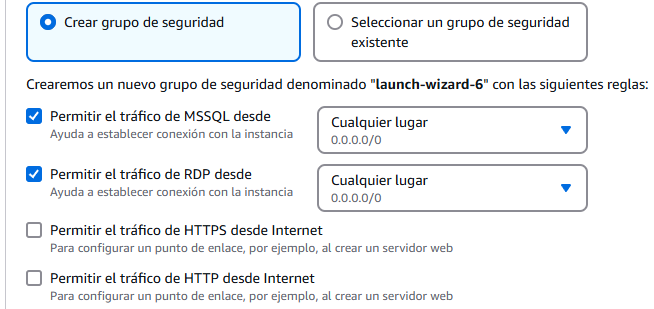 Crear grupo de seguridad
Seleccionar un grupo de seguridad
existente
Crearemos un nuevo grupo de seguridad denominado "launch-wizard-6" con las siguientes reglas:
Permitir el tráfico de MSSQL desde
Ayuda a establecer conexión con la instancia
Cualquier lugar
0.0.0.0/0
Permitir el tráfico de RDP desde
Ayuda a establecer conexión con la instancia
Cualquier lugar
0.0.0.0/0
Permitir el tráfico de HTTPS desde Internet
Para configurar un punto de enlace, por ejemplo, al crear un servidor web
Permitir el tráfico de HTTP desde Internet
Para configurar un punto de enlace, por ejemplo, al crear un servidor web